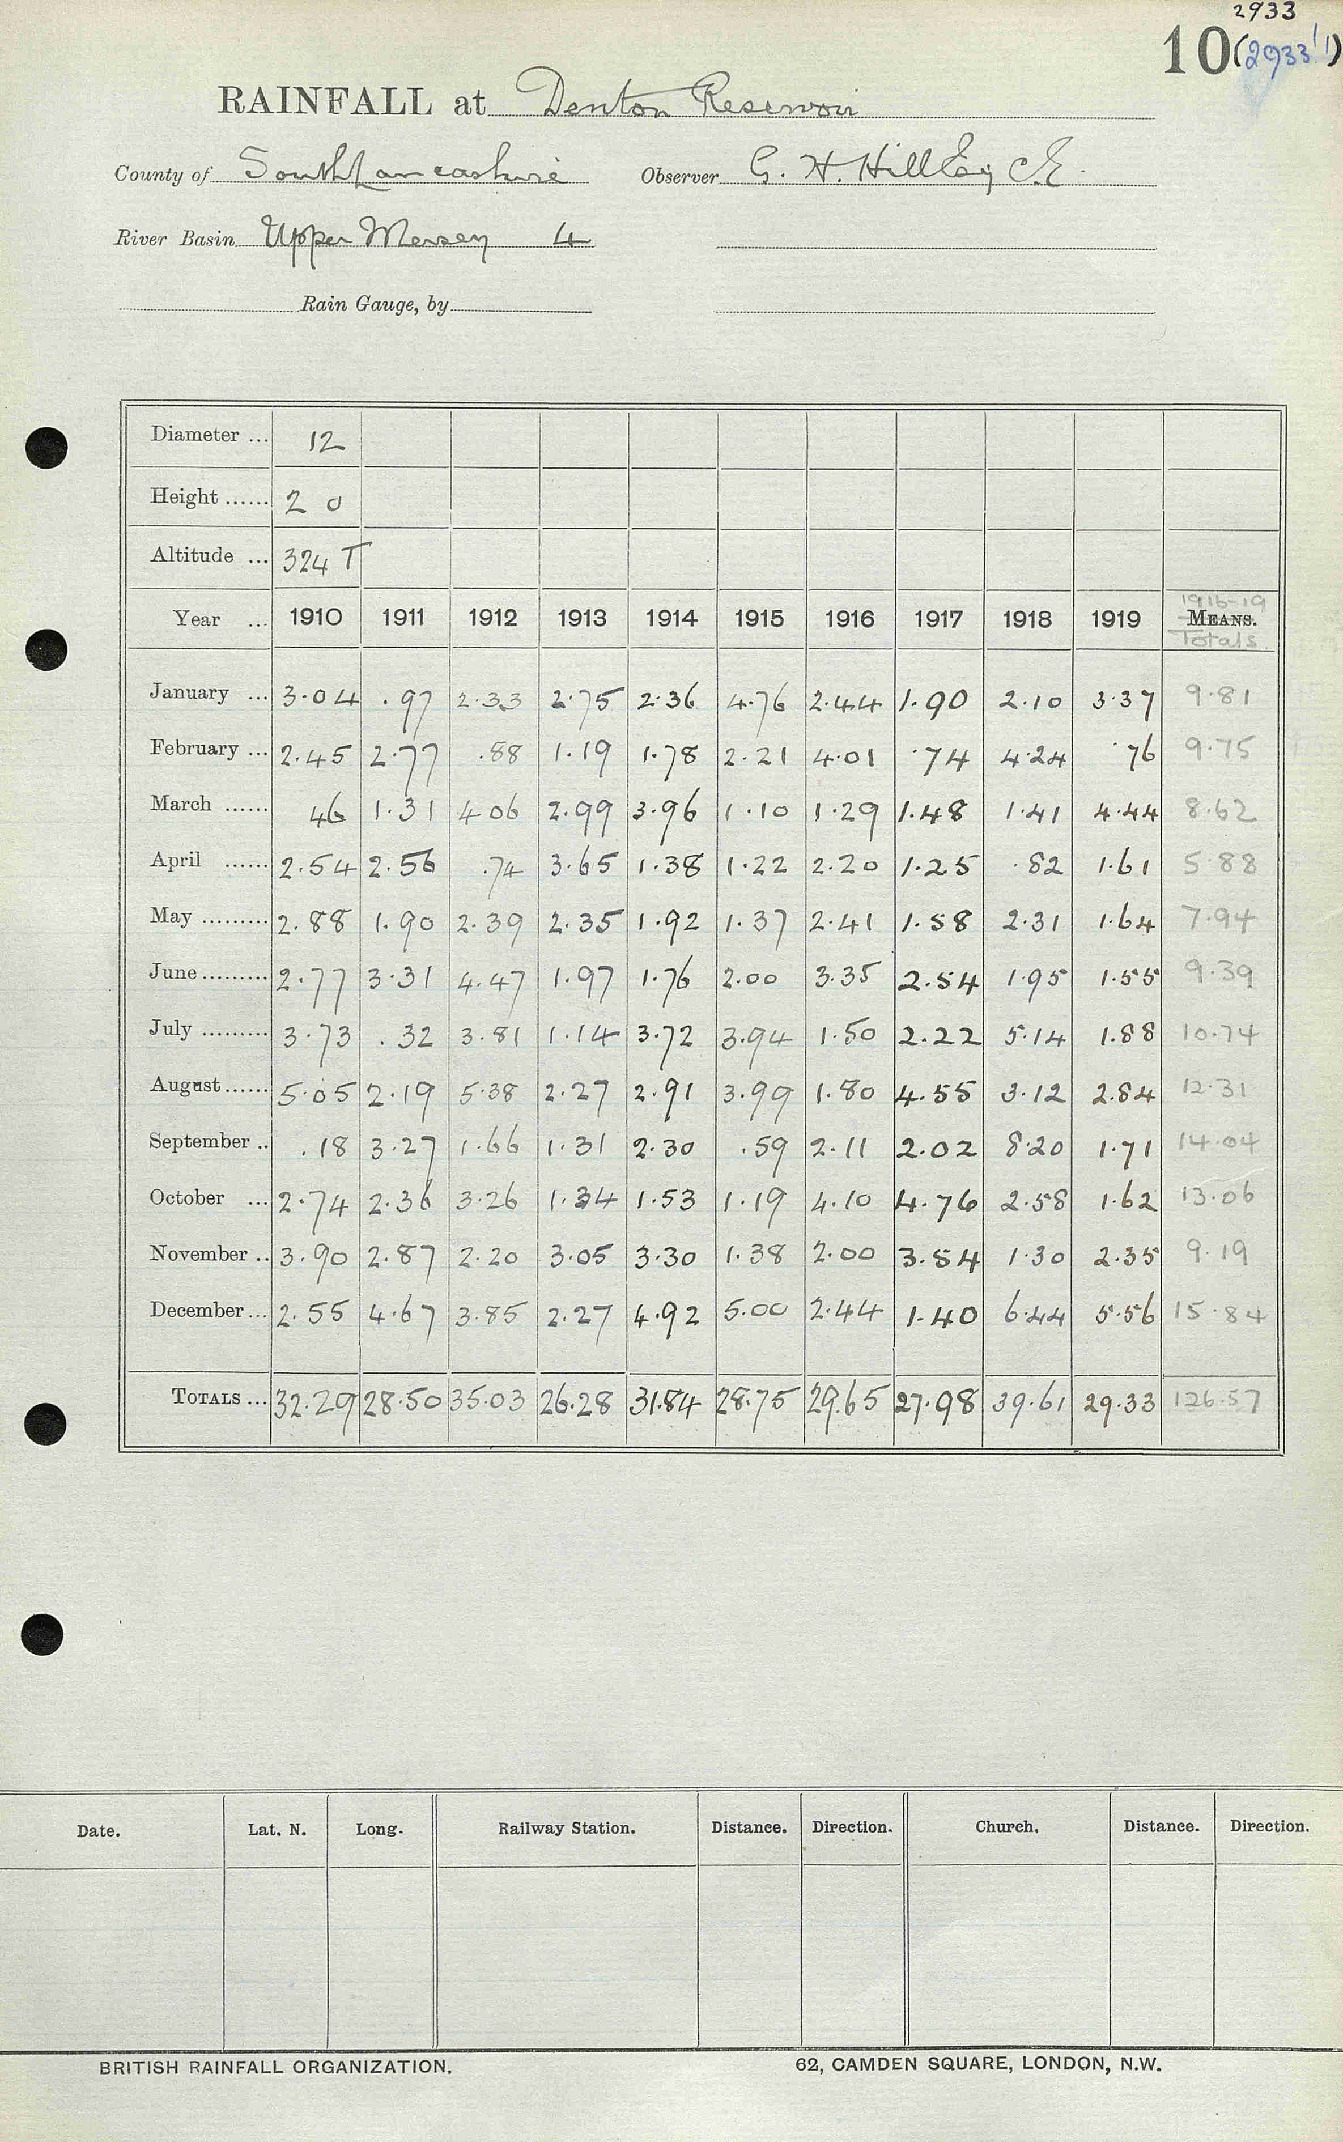 2933
10 (2933/1)
RAINFALL at Denton Reservoir
County of South Lancashire Observer G. H. Hill Esq C.E.
River Basin Upper Mersey 4
Rain Gauge, by
Diameter ... 12
Height ...... 2 0
Altitude ... 324 T
1916-19
Year ... 1910 1911 1912 1913 1914 1915 1916 1917 1918 1919 MEANS.
Totals
January ... 3.04 .97 2.33 2.75 2.36 4.76 2.44 1.90 2.10 3.37 9.81
February ... 2.45 2.77 .88 1.19 1.78 2.21 4.01 .74 4.24 .76 9.75
March ...... 46 1.31 4 06 2.99 3.96 1.10 1.29 1.48 1.41 4.44 8.62
April ...... 2.54 2.56 .74 3.65 1.38 1.22 2.20 1.25 .82 1.61 5.88
May ......... 2.88 1.90 2.39 2.35 1.92 1.37 2.41 1.58 2.31 1.64 7.94
June ......... 2.77 3.31 4.47 1.97 1.76 2.00 3.35 2.54 1.95 1.55 9.39
July ......... 3.73 .32 3.81 1.14 3.72 3.94 1.50 2.22 5.14 1.88 10.74
August ...... 5.05 2.19 5.38 2.27 2.91 3.99 1.80 4.55 3.12 2.84 12.31
September .. .18 3.27 1.66 1.31 2.30 .59 2.11 2.02 8.20 1.71 14.04
October ... 2.74 2.36 3.26 1.34 1.53 1.19 4.10 4.76 2.58 1.62 13.06
November .. 3.90 2.87 2.20 3.05 3.30 1.38 2.00 3.54 1.30 2.35 9.19
December ... 2.55 4.67 3.85 2.27 4.92 5.00 2.44 1.40 6.44 5.56 15.84
TOTALS ... 32.29 28.50 35.03 26.28 31.84 28.75 29.65 27.98 39.61 29.33 126.57
Date. Lat. N. Long. Railway Station. Distance. Direction. Church. Distance. Direction.
BRITISH RAINFALL ORGANIZATION. 62, CAMDEN SQUARE, LONDON, N.W.